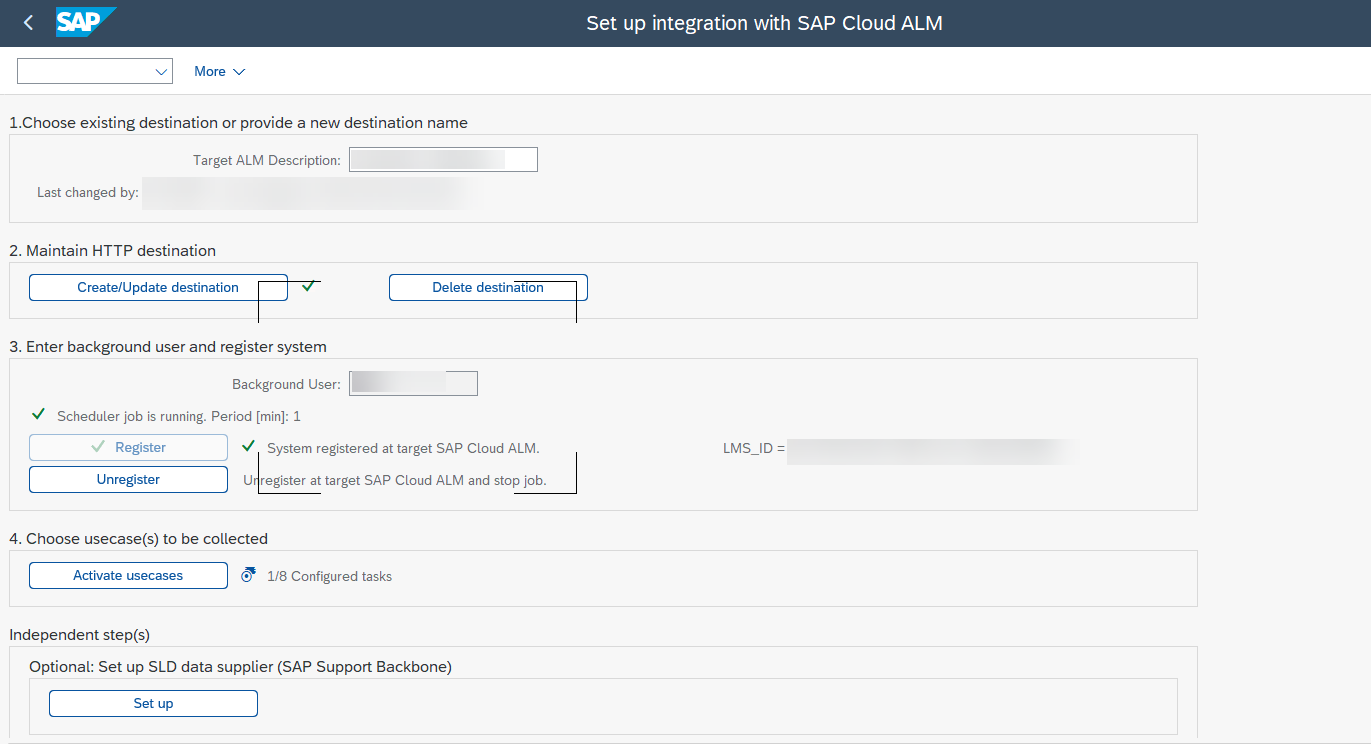 SAP Set up integration with SAP Cloud ALM
More
1.Choose existing destination or provide a new destination name
Target ALM Description:
Last changed by:
2. Maintain HTTP destination
Create/Update destination Delete destination
3. Enter background user and register system
Background User:
Scheduler job is running. Period [min]: 1
Register System registered at target SAP Cloud ALM. LMS_ID =
Unregister Unregister at target SAP Cloud ALM and stop job.
4. Choose usecase(s) to be collected
Activate usecases 1/8 Configured tasks
Independent step(s)
Optional: Set up SLD data supplier (SAP Support Backbone)
Set up